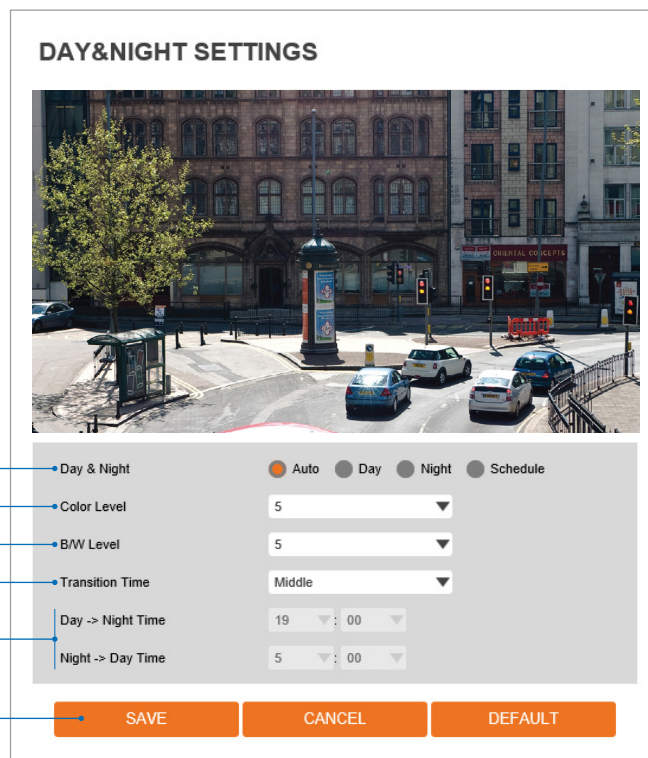 DAY&NIGHT SETTINGS
ORIENTAL CONCEPTS
Day & Night Auto Day Night Schedule
Color Level 5
B/W Level 5
Transition Time Middle
Day -> Night Time 19 : 00
Night -> Day Time 5 : 00
SAVE CANCEL DEFAULT